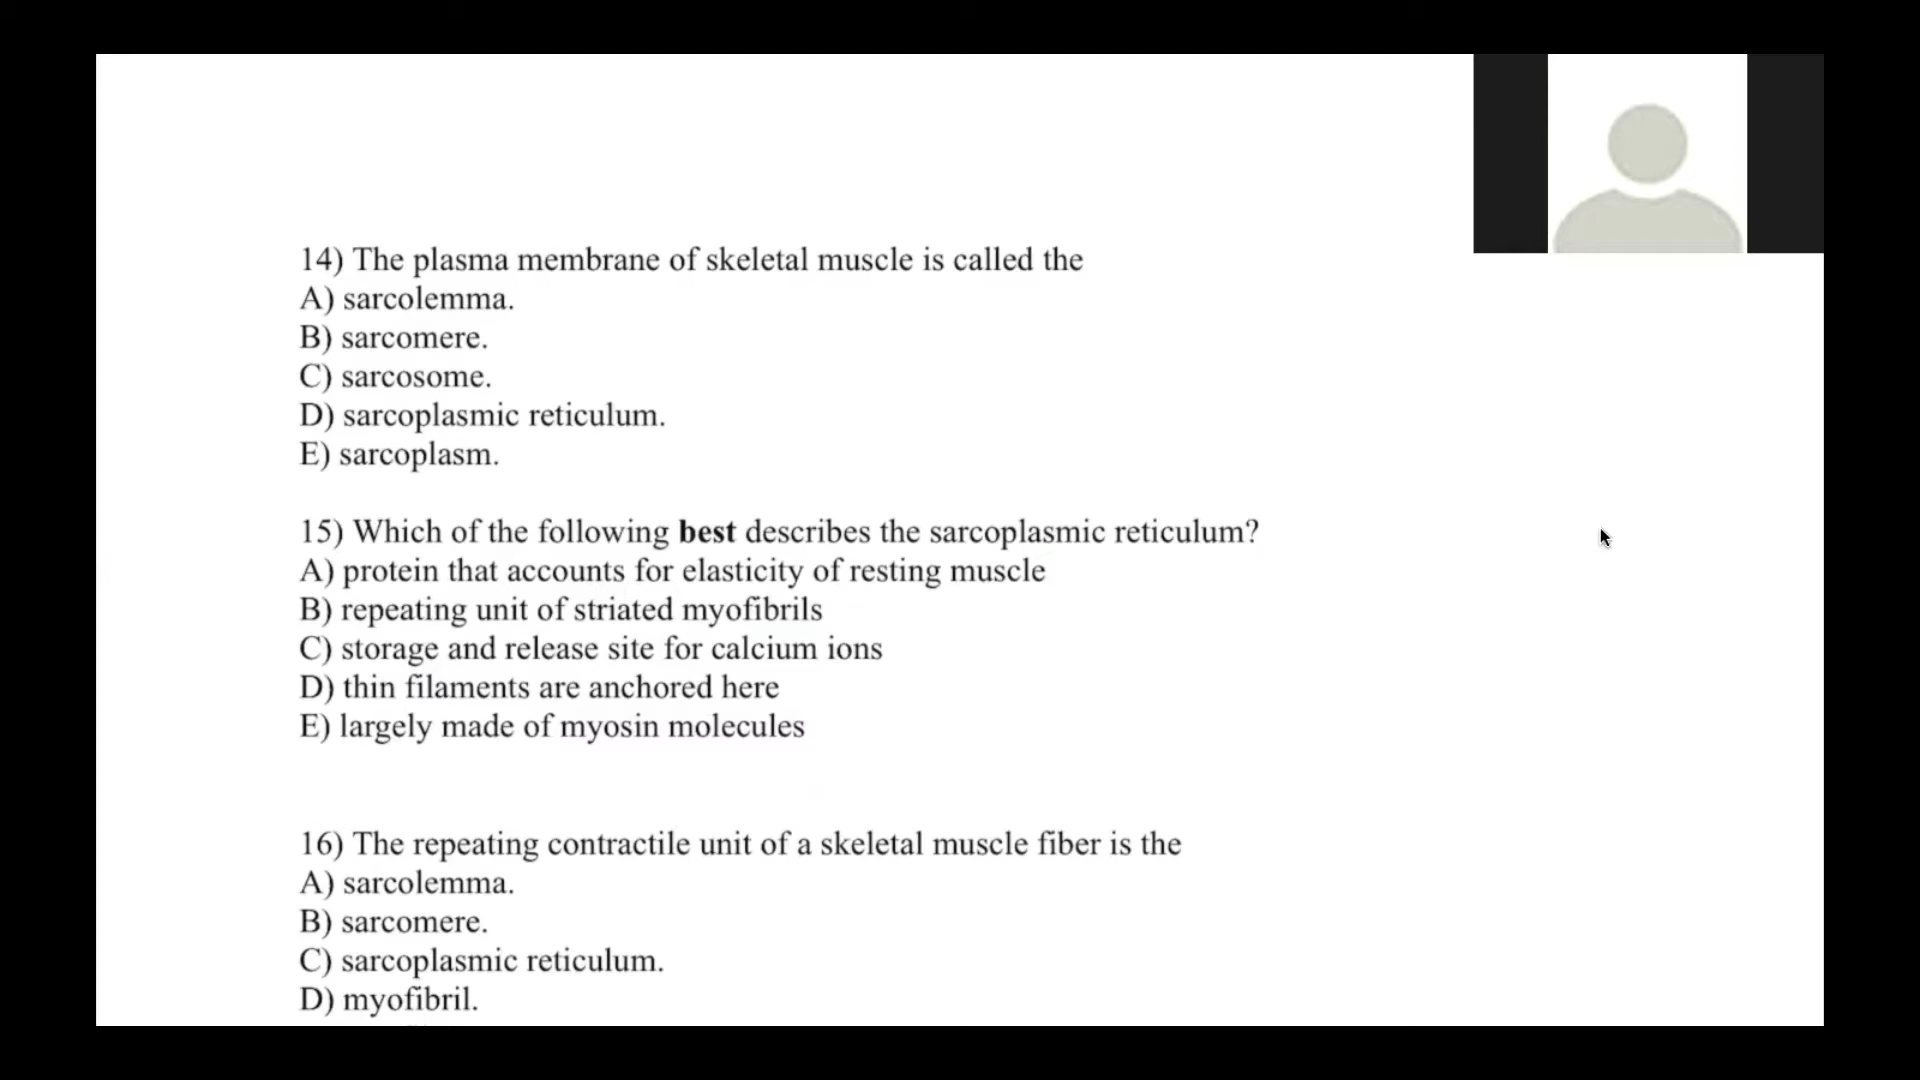 14) The plasma membrane of skeletal muscle is called the
A) sarcolemma.
B) sarcomere.
C) sarcosome.
D) sarcoplasmic reticulum.
E) sarcoplasm.
15) Which of the following best describes the sarcoplasmic reticulum?
A) protein that accounts for elasticity of resting muscle
B) repeating unit of striated myofibrils
C) storage and release site for calcium ions
D) thin filaments are anchored here
E) largely made of myosin molecules
16) The repeating contractile unit of a skeletal muscle fiber is the
A) sarcolemma.
B) sarcomere.
C) sarcoplasmic reticulum.
D) myofibril.